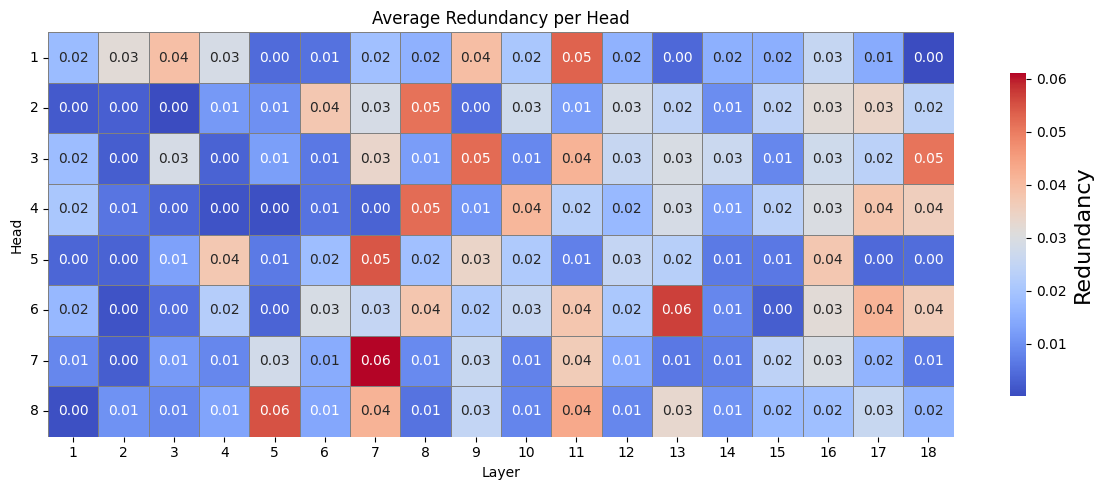 Average Redundancy per Head
1 0.02 0.03 0.04 0.03 0.00 0.01 0.02 0.02 0.04 0.02 0.05 0.02 0.00 0.02 0.02 0.03 0.01 0.00
2 0.00 0.00 0.00 0.01 0.01 0.04 0.03 0.05 0.00 0.03 0.01 0.03 0.02 0.01 0.02 0.03 0.03 0.02
3 0.02 0.00 0.03 0.00 0.01 0.01 0.03 0.01 0.05 0.01 0.04 0.03 0.03 0.03 0.01 0.03 0.02 0.05
4 0.02 0.01 0.00 0.00 0.00 0.01 0.00 0.05 0.01 0.04 0.02 0.02 0.03 0.01 0.02 0.03 0.04 0.04
5 0.00 0.00 0.01 0.04 0.01 0.02 0.05 0.02 0.03 0.02 0.01 0.03 0.02 0.01 0.01 0.04 0.00 0.00
6 0.02 0.00 0.00 0.02 0.00 0.03 0.03 0.04 0.02 0.03 0.04 0.02 0.06 0.01 0.00 0.03 0.04 0.04
7 0.01 0.00 0.01 0.01 0.03 0.01 0.06 0.01 0.03 0.01 0.04 0.01 0.01 0.01 0.02 0.03 0.02 0.01
8 0.00 0.01 0.01 0.01 0.06 0.01 0.04 0.01 0.03 0.01 0.04 0.01 0.03 0.01 0.02 0.02 0.03 0.02
1 2 3 4 5 6 7 8 9 10 11 12 13 14 15 16 17 18
Layer
Head
0.06
0.05
0.04
0.03
0.02
0.01
Redundancy